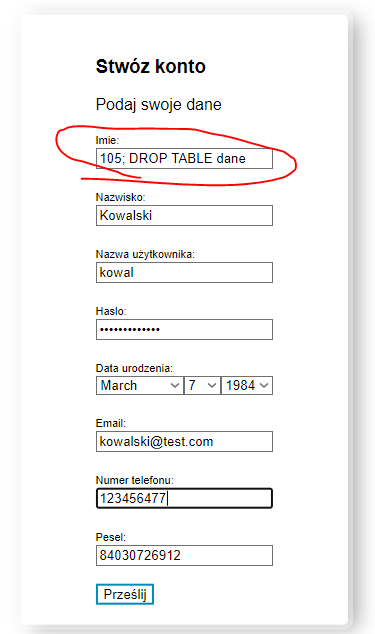 Stwóz konto
Podaj swoje dane
Imie:
105; DROP TABLE dane
Nazwisko:
Kowalski
Nazwa użytkownika:
kowal
Haslo:
•••••••••••••
Data urodzenia:
March 7 1984
Email:
kowalski@test.com
Numer telefonu:
123456477
Pesel:
84030726912
Prześlij